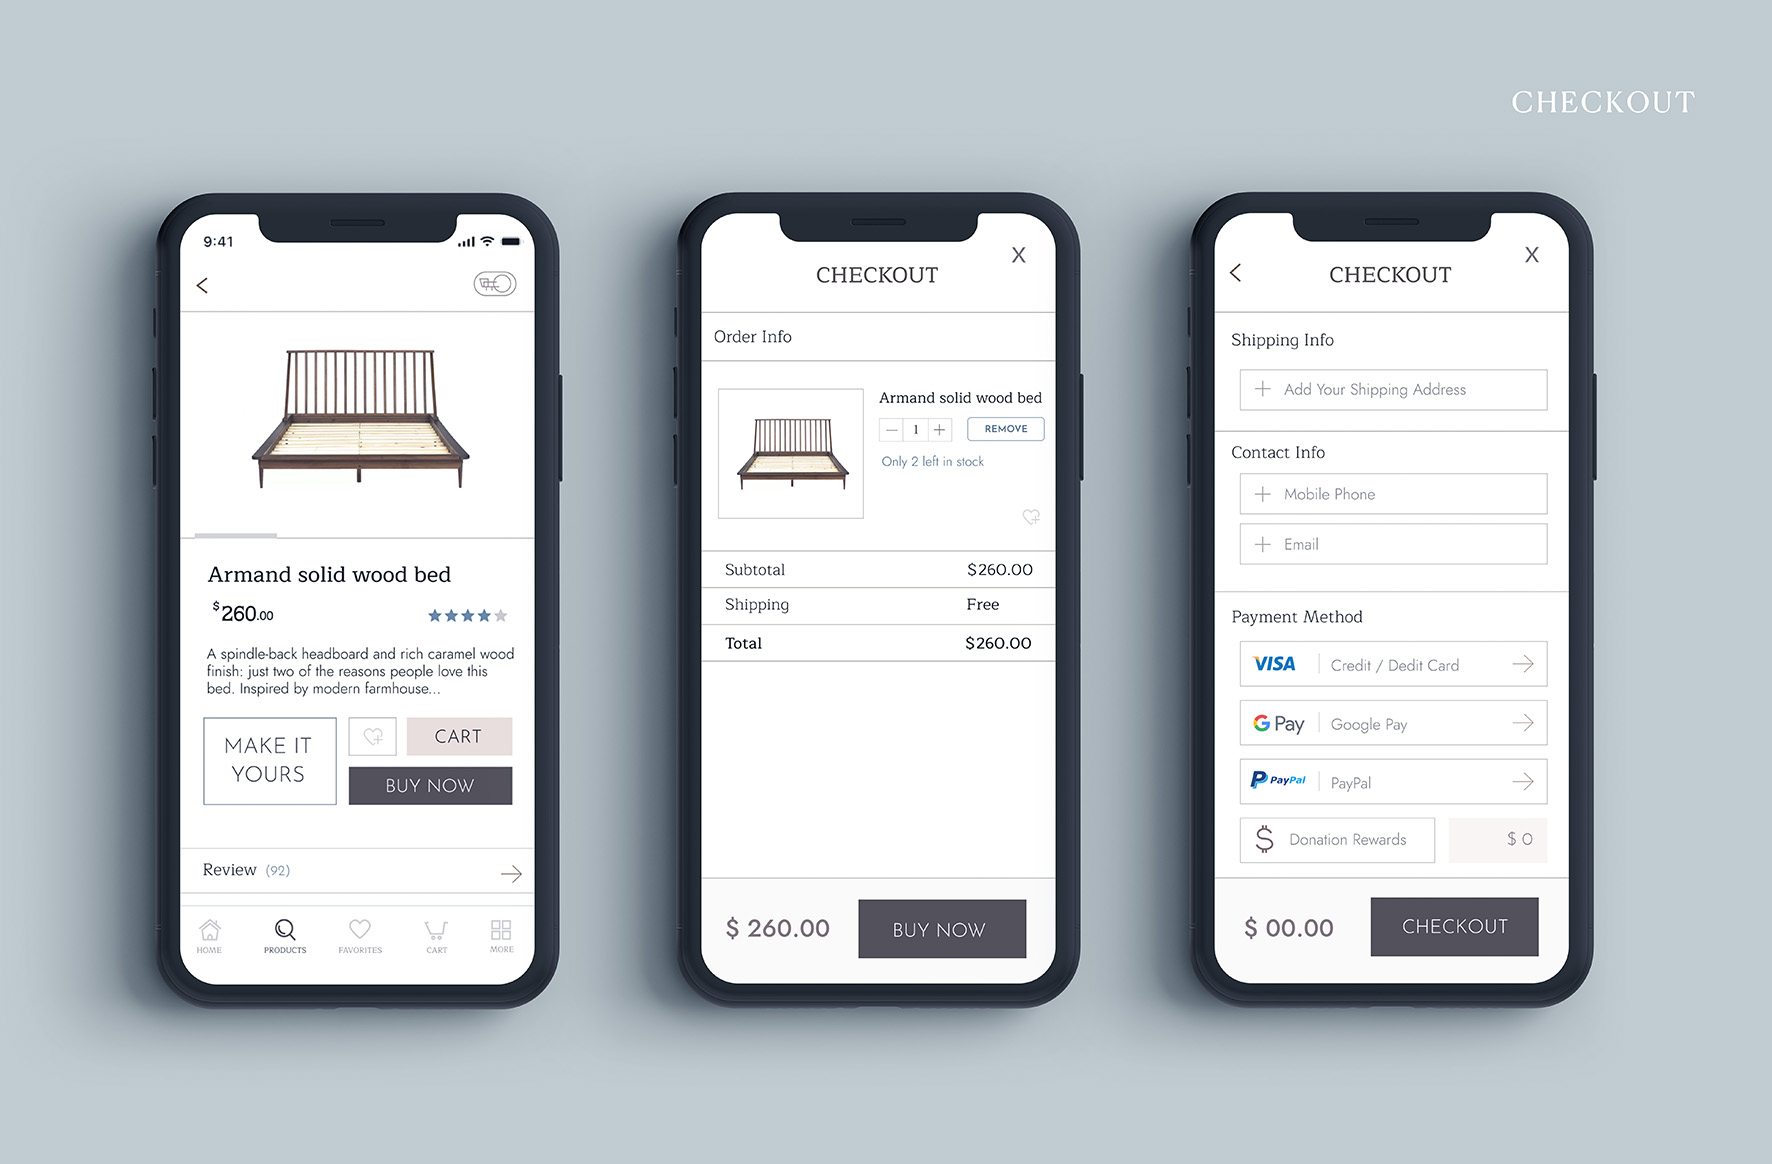 CHECKOUT
9:41
Armand solid wood bed
$260.00
A spindle-back headboard and rich caramel wood
finish: just two of the reasons people love this
bed. Inspired by modern farmhouse...
MAKE IT
YOURS
CART
BUY NOW
Review (92)
HOME
PRODUCTS
FAVORITES
CART
MORE
CHECKOUT
X
Order Info
Armand solid wood bed
1
REMOVE
Only 2 left in stock
Subtotal $260.00
Shipping Free
Total $260.00
$ 260.00
BUY NOW
CHECKOUT
X
Shipping Info
Add Your Shipping Address
Contact Info
Mobile Phone
Email
Payment Method
VISA Credit / Dedit Card
G Pay Google Pay
PayPal PayPal
$ Donation Rewards $ 0
$ 00.00
CHECKOUT